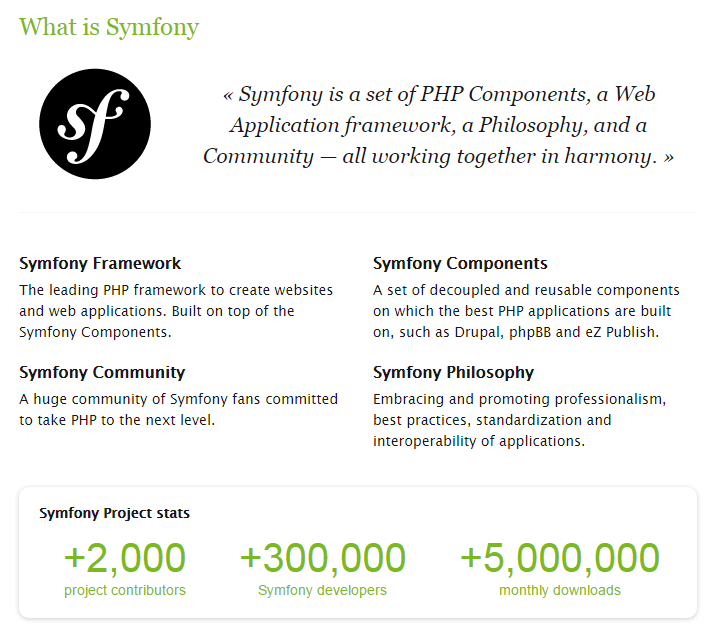 What is Symfony
sf
« Symfony is a set of PHP Components, a Web
Application framework, a Philosophy, and a
Community — all working together in harmony. »
Symfony Framework
The leading PHP framework to create websites
and web applications. Built on top of the
Symfony Components.
Symfony Components
A set of decoupled and reusable components
on which the best PHP applications are built
on, such as Drupal, phpBB and eZ Publish.
Symfony Community
A huge community of Symfony fans committed
to take PHP to the next level.
Symfony Philosophy
Embracing and promoting professionalism,
best practices, standardization and
interoperability of applications.
Symfony Project stats
+2,000
project contributors
+300,000
Symfony developers
+5,000,000
monthly downloads